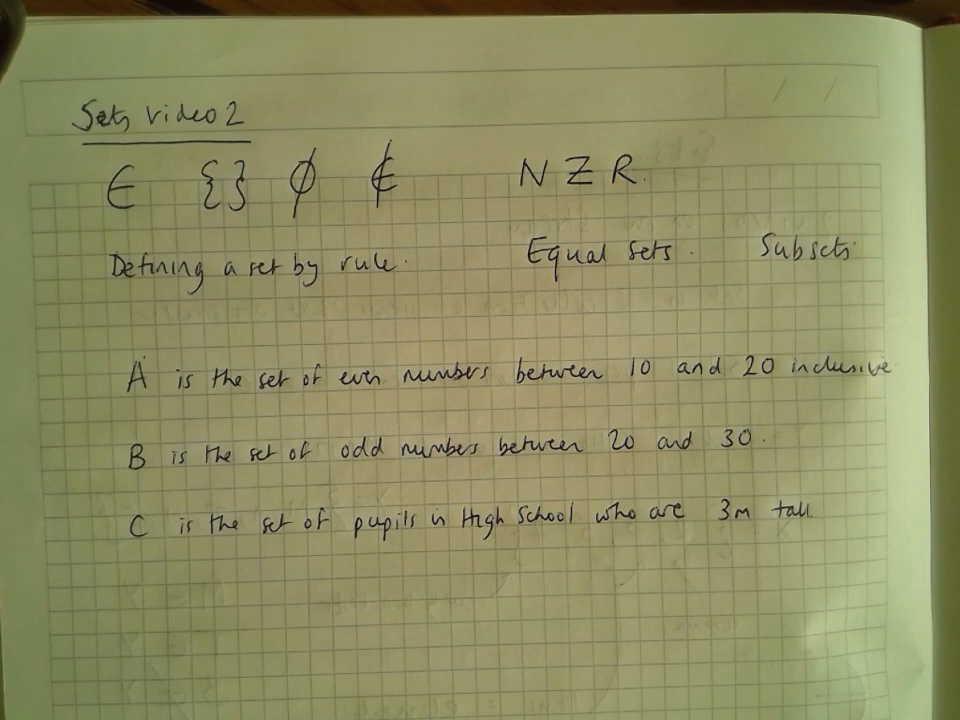 Sets video 2
∈ {} ∅ ∉ N Z R.
Defining a set by rule. Equal sets. Subsets.
A is the set of even numbers between 10 and 20 inclusive
B is the set of odd numbers between 20 and 30.
C is the set of pupils in High School who are 3m tall